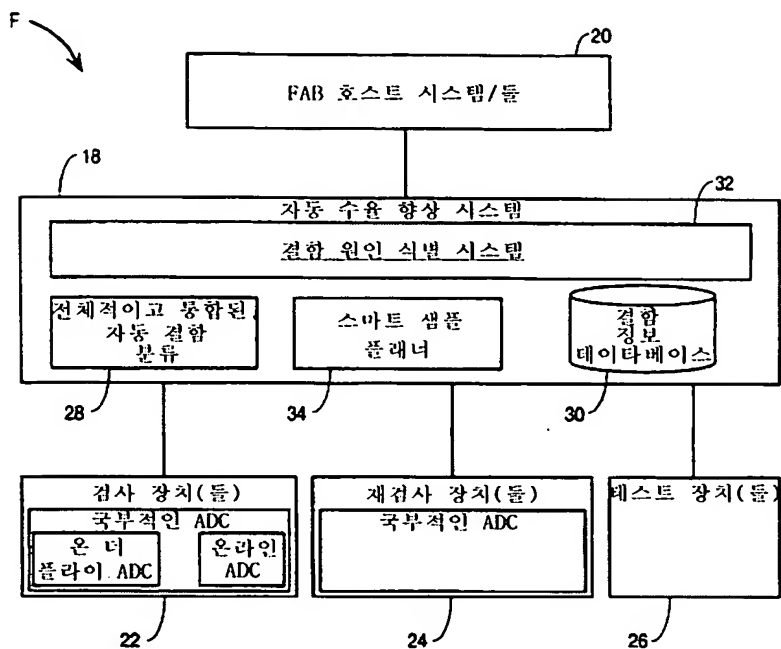 F
20
FAB 호스트 시스템/들
18
32
자동 수율 향상 시스템
결함 원인 식별 시스템
전체적이고 통합된
자동 결함
분류
스마트 샘플
플래너
결함
정보
데이타베이스
28
34
30
검사 장치(들)
국부적인 ADC
온 더
플라이 ADC
온라인
ADC
재검사 장치(들)
국부적인 ADC
테스트 장치(들)
22
24
26